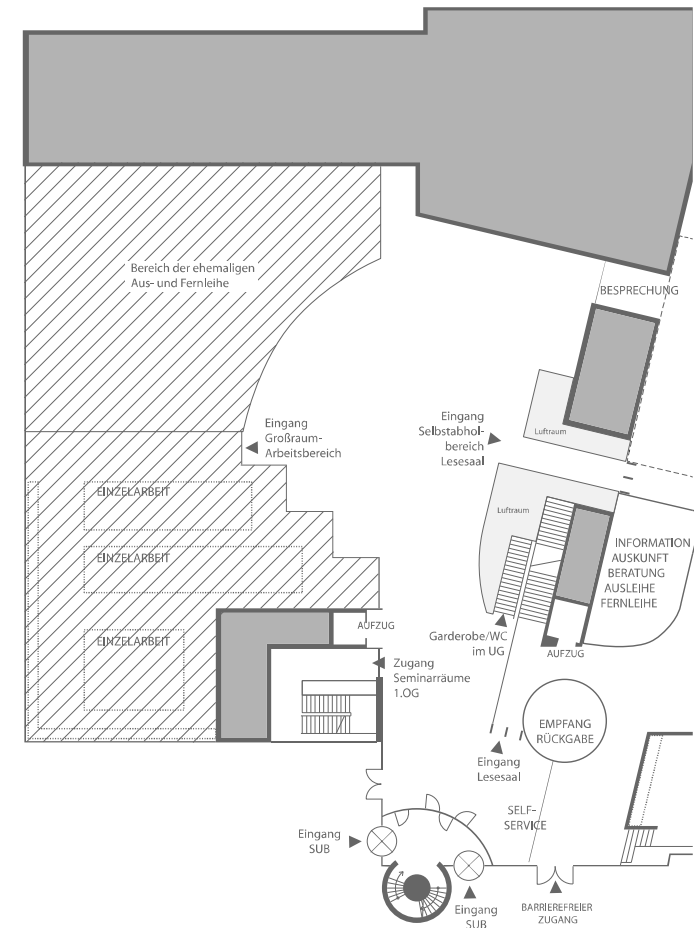 Bereich der ehemaligen
Aus- und Fernleihe
BESPRECHUNG
Eingang
Großraum-
Arbeitsbereich
Eingang
Selbstabhol-
bereich
Lesesaal
Luftraum
EINZELARBEIT
Luftraum
EINZELARBEIT
INFORMATION
AUSKUNFT
BERATUNG
AUSLEIHE
FERNLEIHE
EINZELARBEIT
AUFZUG
Garderobe/WC
im UG
AUFZUG
Zugang
Seminarräume
1.OG
EMPFANG
RÜCKGABE
Eingang
Lesesaal
SELF-
SERVICE
Eingang
SUB
Eingang
SUB
BARRIEREFREIER
ZUGANG